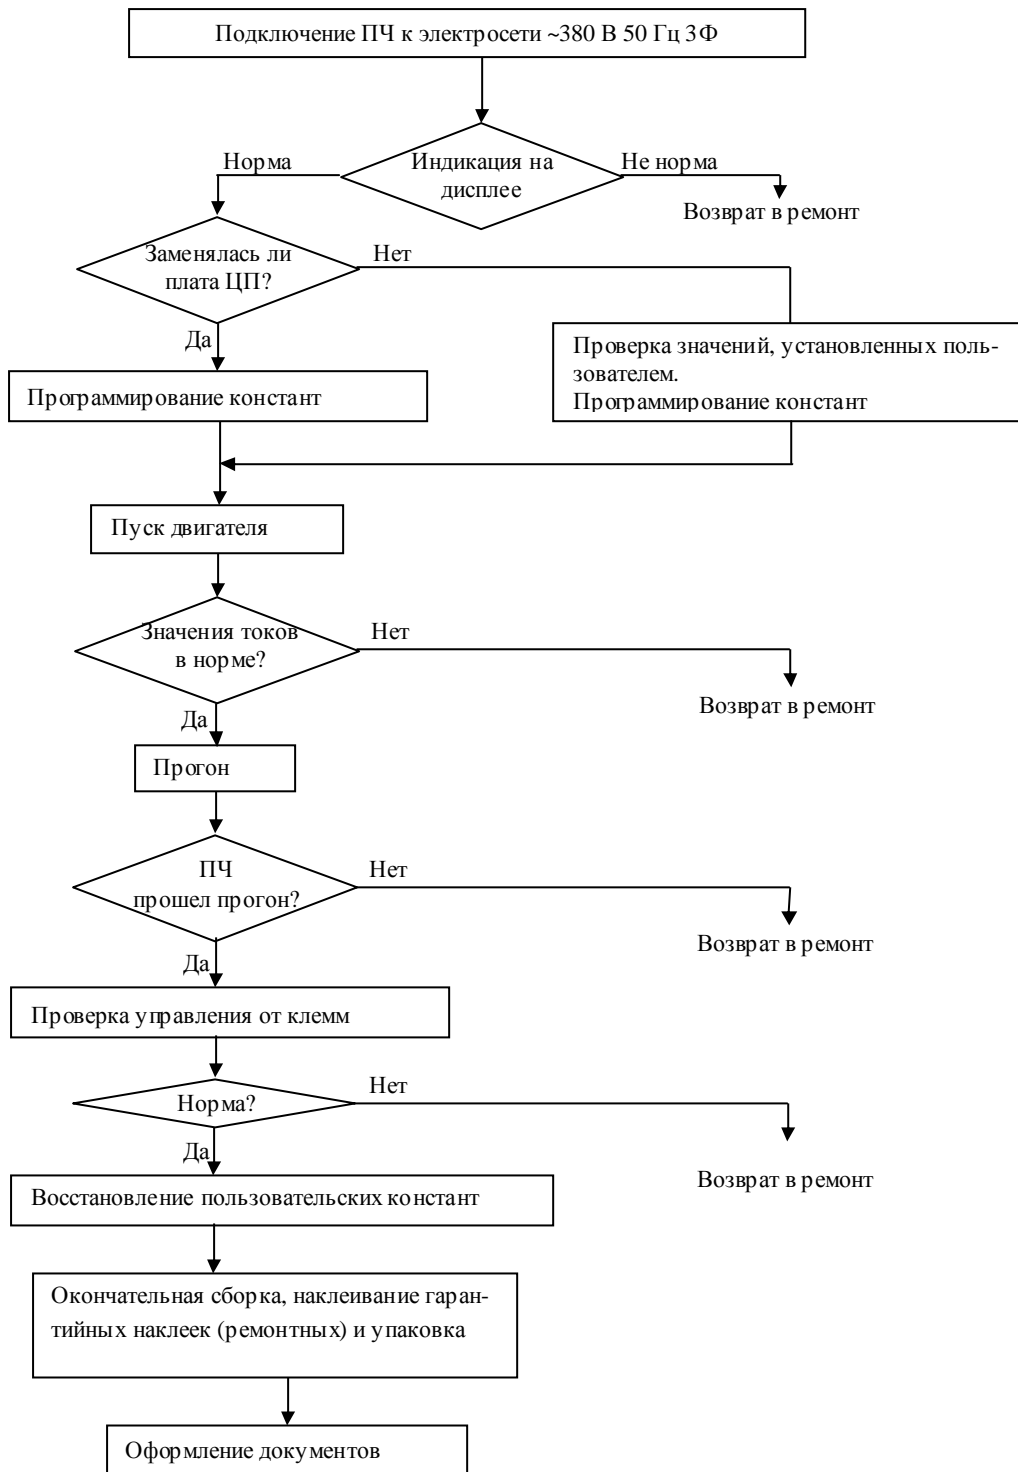 Подключение ПЧ к электросети ~380 В 50 Гц 3Ф
Индикация на
дисплее
Норма
Не норма
Возврат в ремонт
Заменялась ли
плата ЦП?
Нет
Да
Проверка значений, установленных поль-
зователем.
Программирование констант
Программирование констант
Пуск двигателя
Значения токов
в норме?
Нет
Возврат в ремонт
Да
Прогон
ПЧ
прошел прогон?
Нет
Возврат в ремонт
Да
Проверка управления от клемм
Норма?
Нет
Возврат в ремонт
Да
Восстановление пользовательских констант
Окончательная сборка, наклеивание гаран-
тийных наклеек (ремонтных) и упаковка
Оформление документов